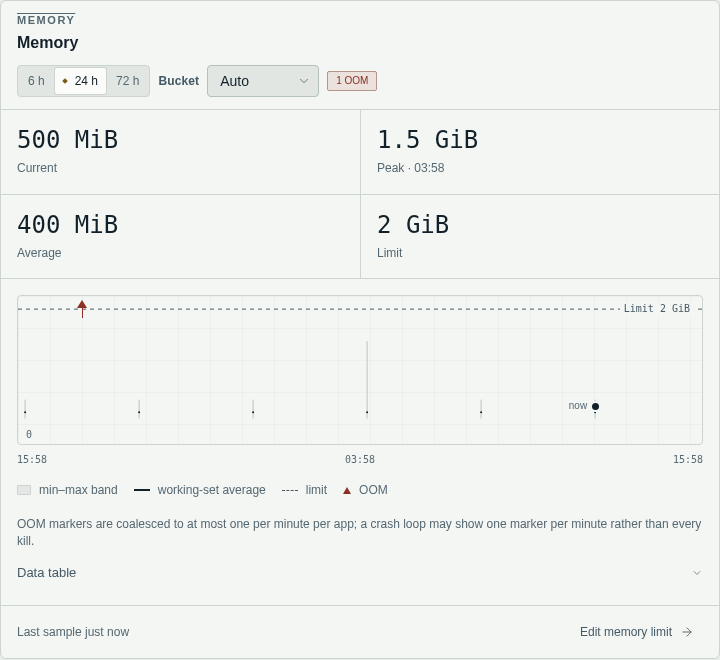 MEMORY
Memory
6 h 24 h 72 h Bucket Auto 1 OOM
500 MiB
Current
1.5 GiB
Peak · 03:58
400 MiB
Average
2 GiB
Limit
Limit 2 GiB
now
0
15:58 03:58 15:58
min–max band working-set average limit OOM
OOM markers are coalesced to at most one per minute per app; a crash loop may show one marker per minute rather than every
kill.
Data table
Last sample just now Edit memory limit